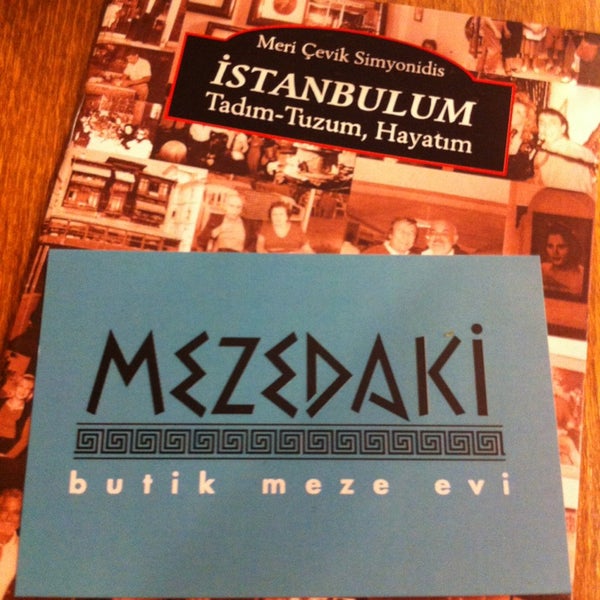 Meri Çevik Simyonidis
İSTANBULUM
Tadım-Tuzum, Hayatım
MEZEDAKİ
butik meze evi